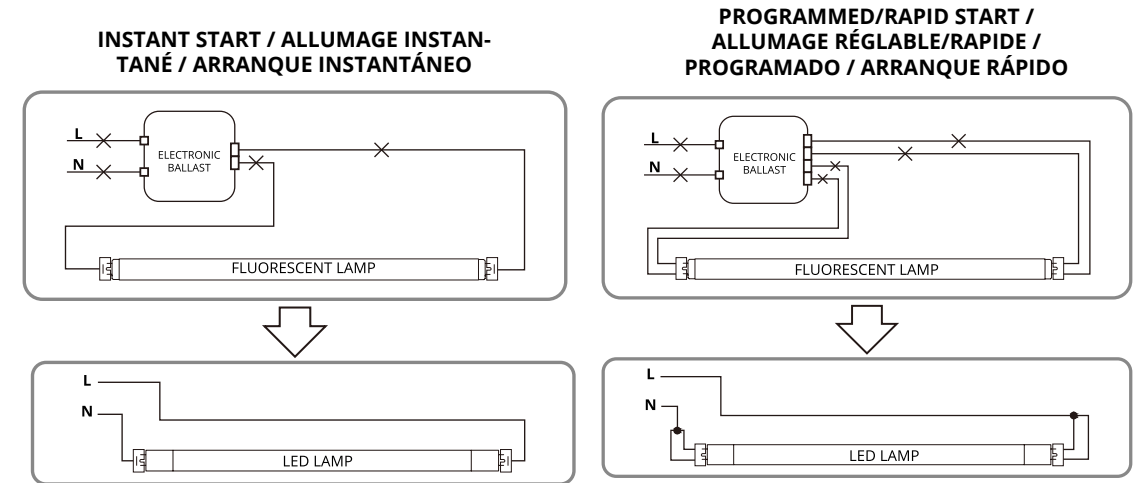 INSTANT START / ALLUMAGE INSTAN-
TANÉ / ARRANQUE INSTANTÁNEO
L
N
ELECTRONIC
BALLAST
FLUORESCENT LAMP
L
N
LED LAMP
PROGRAMMED/RAPID START /
ALLUMAGE RÉGLABLE/RAPIDE /
PROGRAMADO / ARRANQUE RÁPIDO
L
N
ELECTRONIC
BALLAST
FLUORESCENT LAMP
L
N
LED LAMP